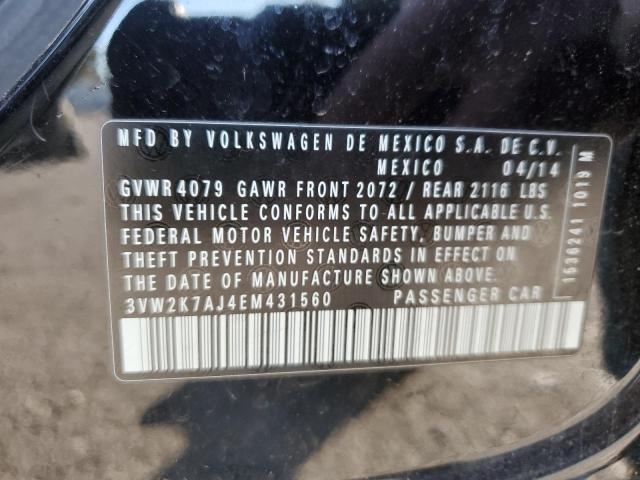 MFD BY VOLKSWAGEN DE MEXICO S.A. DE C.V.
MEXICO 04/14
GVWR 4079 GAWR FRONT 2072 / REAR 2116 LBS
THIS VEHICLE CONFORMS TO ALL APPLICABLE U.S.
FEDERAL MOTOR VEHICLE SAFETY, BUMPER AND
THEFT PREVENTION STANDARDS IN EFFECT ON
THE DATE OF MANUFACTURE SHOWN ABOVE.
3VW2K7AJ4EM431560 PASSENGER CAR
1536241 1019 M